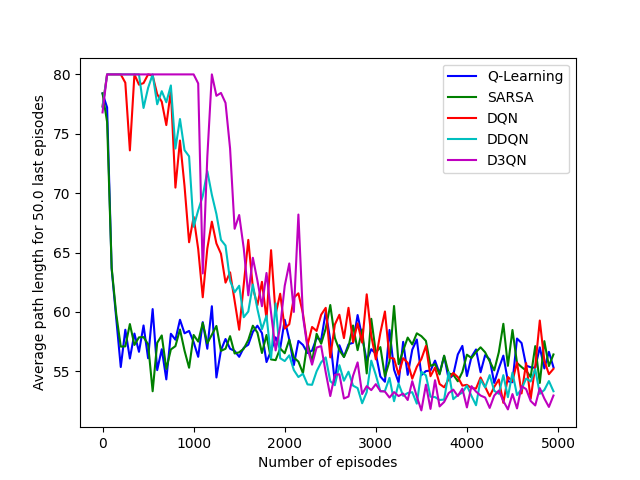 80
75
70
65
60
55
Average path length for 50.0 last episodes
0
1000
2000
3000
4000
5000
Number of episodes
Q-Learning
SARSA
DQN
DDQN
D3QN